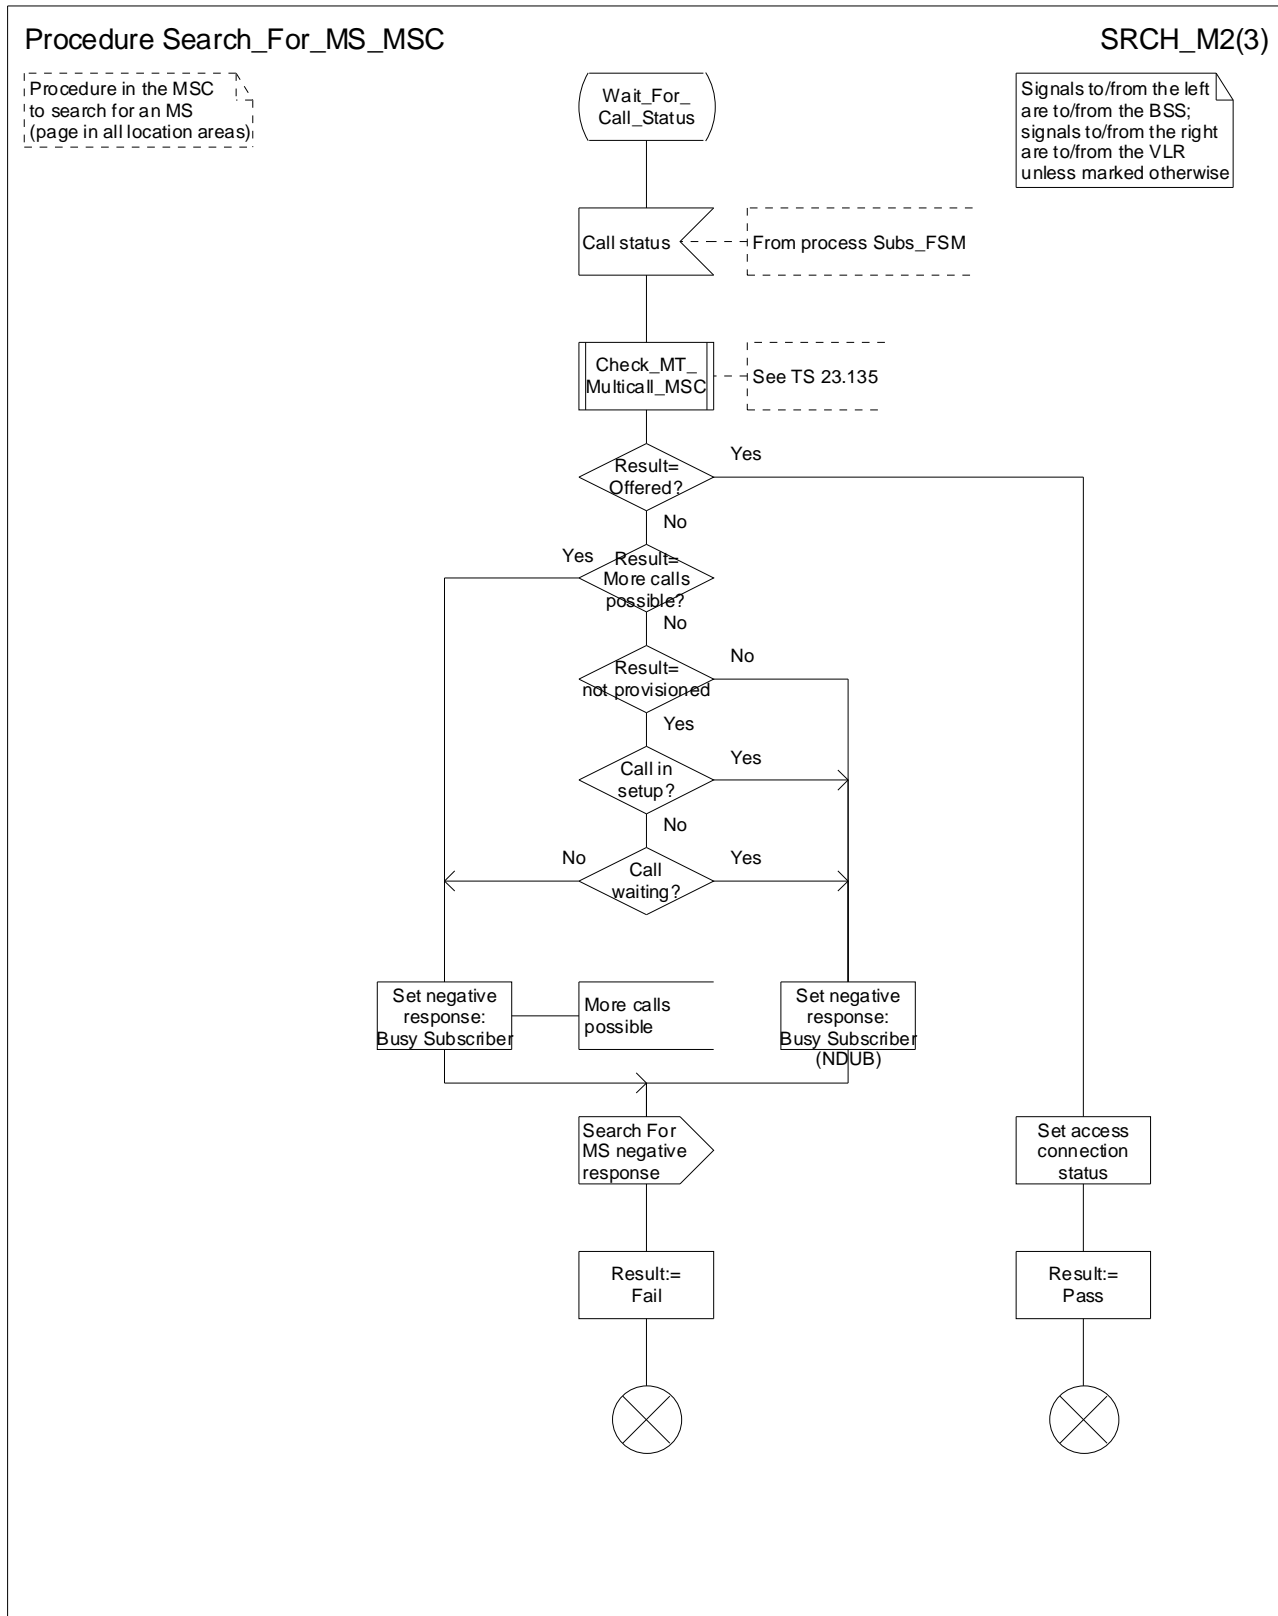 Procedure Search_For_MS_MSC
SRCH_M2(3)
Procedure in the MSC
to search for an MS
(page in all location areas)
Wait_For_
Call_Status
Signals to/from the left
are to/from the BSS;
signals to/from the right
are to/from the VLR
unless marked otherwise
Call status
From process Subs_FSM
Check_MT_
Multicall_MSC
See TS 23.135
Result=
Offered?
Yes
No
Yes
Result=
More calls
possible?
No
Result=
not provisioned
No
Yes
Call in
setup?
Yes
No
No
Call
waiting?
Yes
Set negative
response:
Busy Subscriber
More calls
possible
Set negative
response:
Busy Subscriber
(NDUB)
Search For
MS negative
response
Set access
connection
status
Result:=
Fail
Result:=
Pass